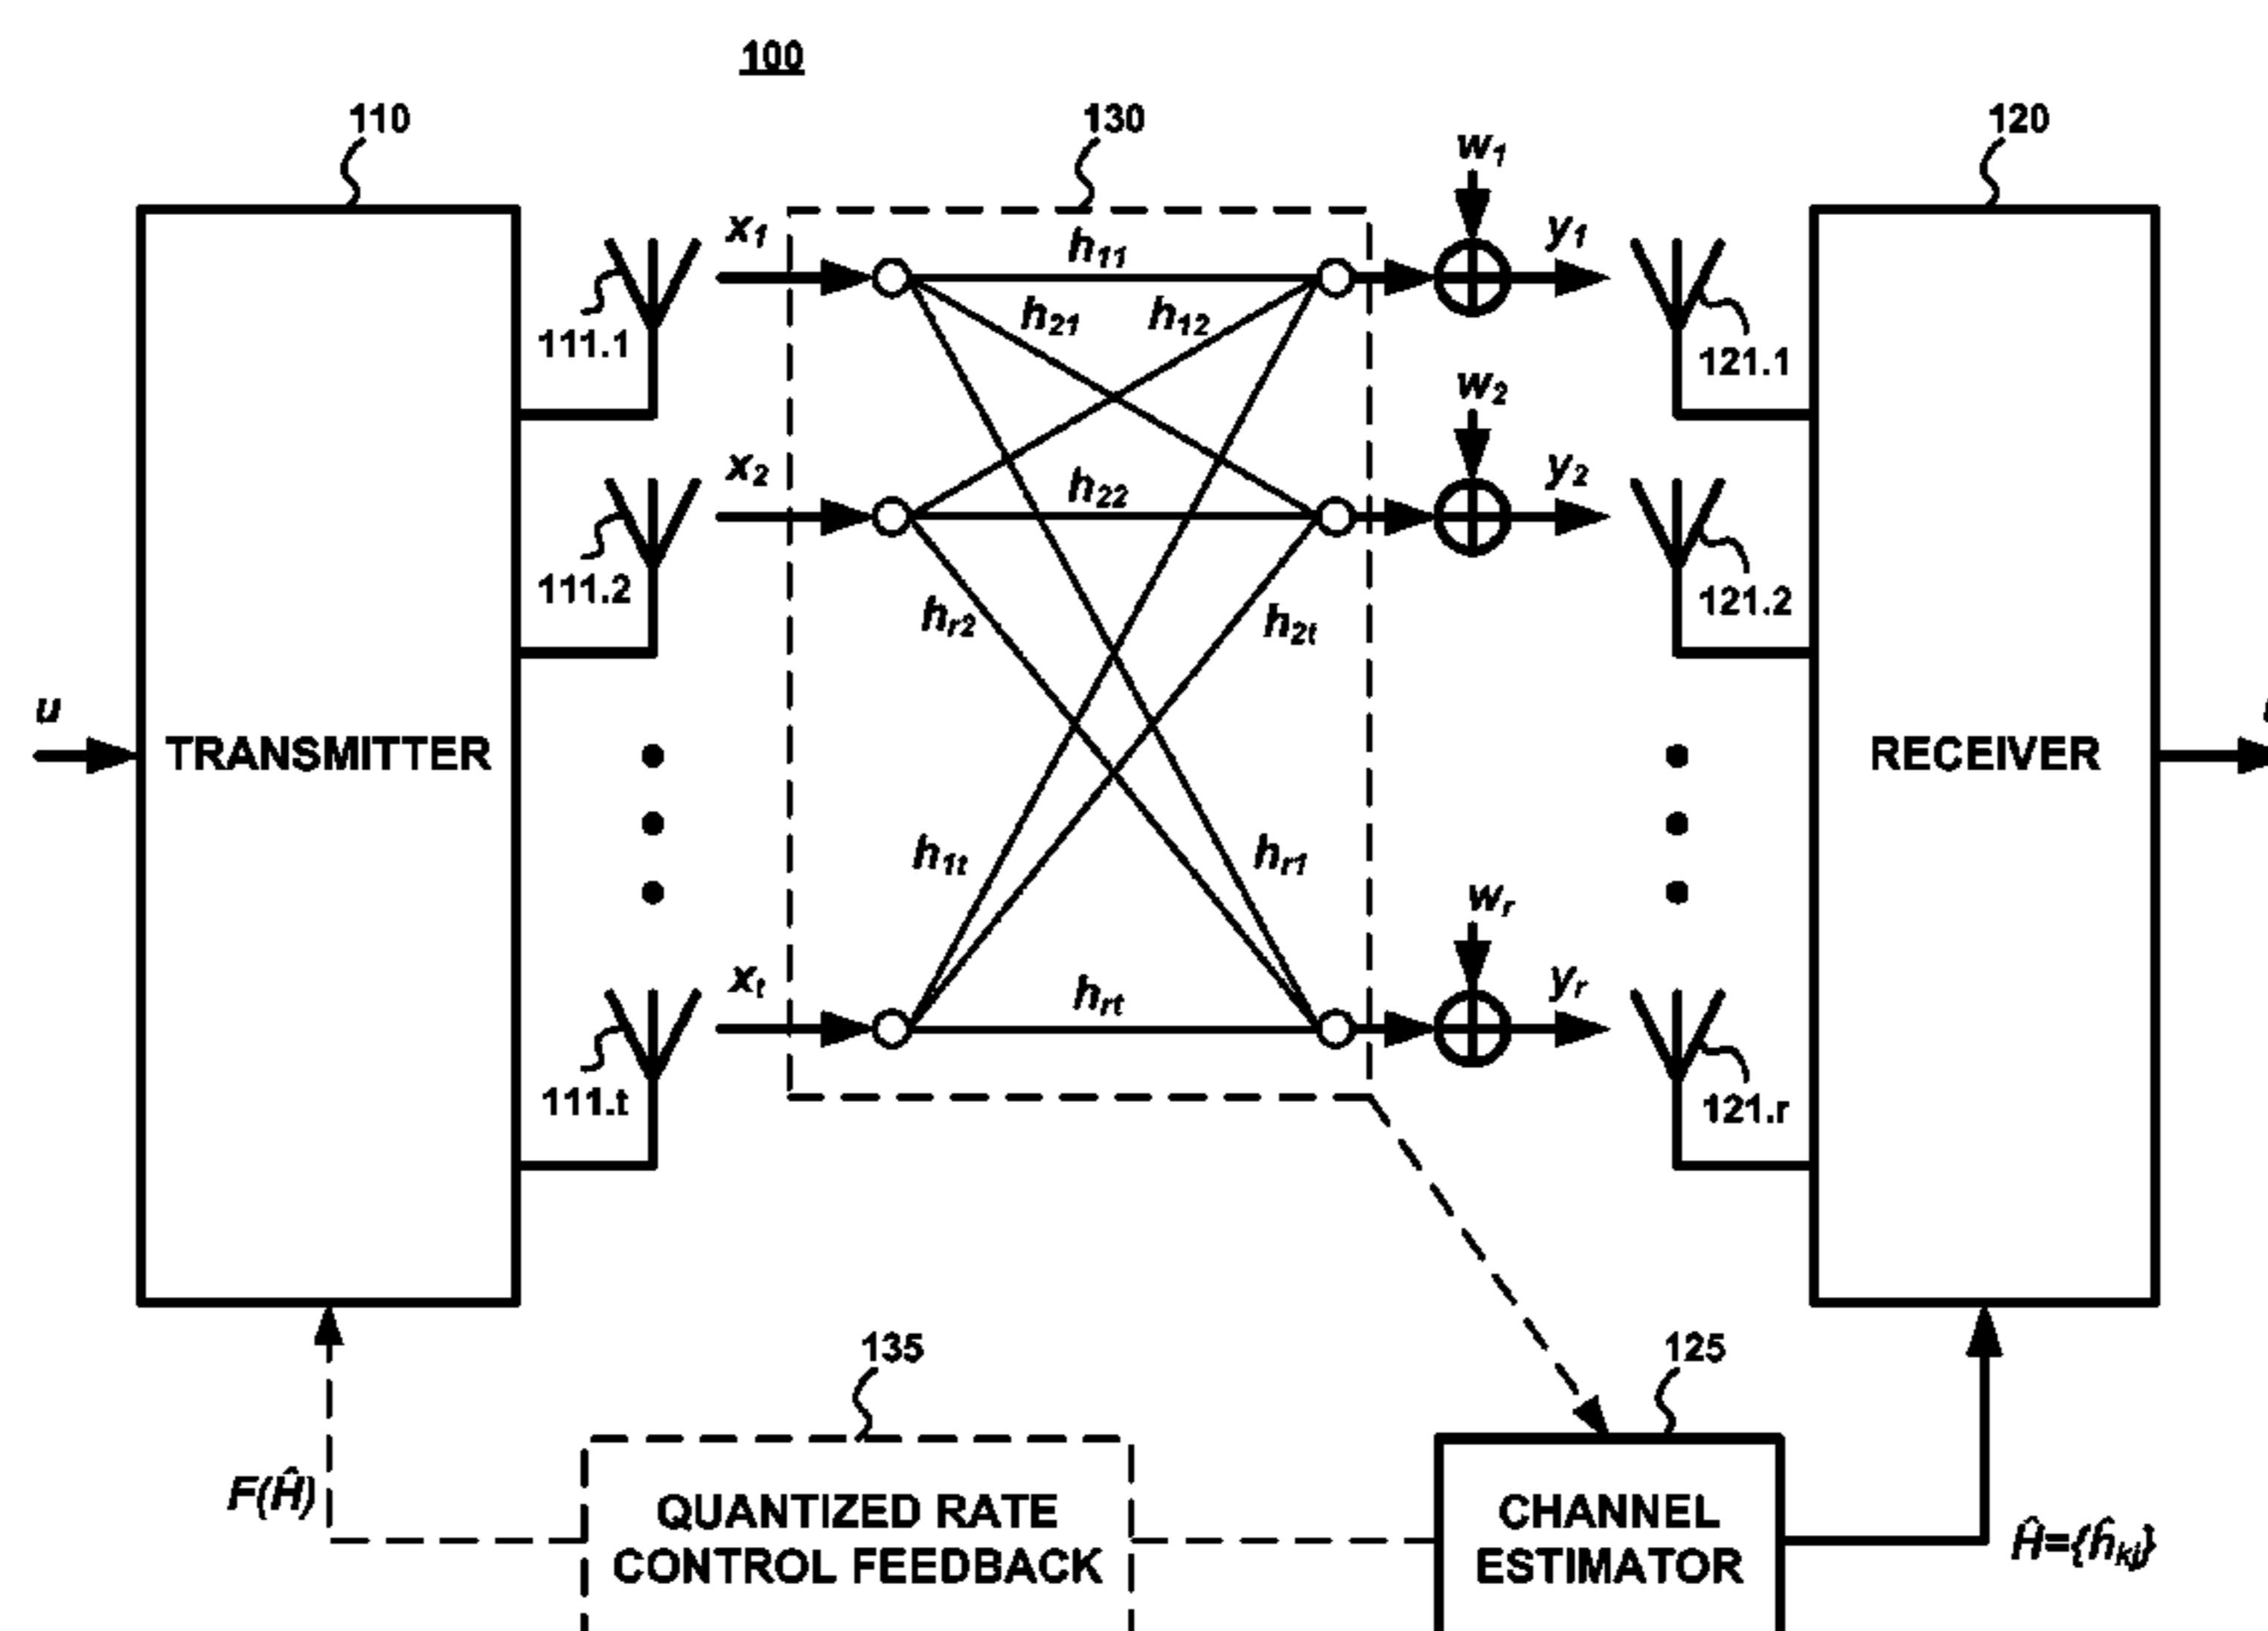 100
110
130
120
w1
x1
h11
y1
h21
h12
111.1
121.1
w2
x2
h22
y2
111.2
121.2
hr2
h2t
u
TRANSMITTER
RECEIVER
h1t
hr1
wr
xt
hrt
yr
111.t
121.r
135
125
F(Ĥ)
QUANTIZED RATE
CONTROL FEEDBACK
CHANNEL
ESTIMATOR
Ĥ={ĥkj}